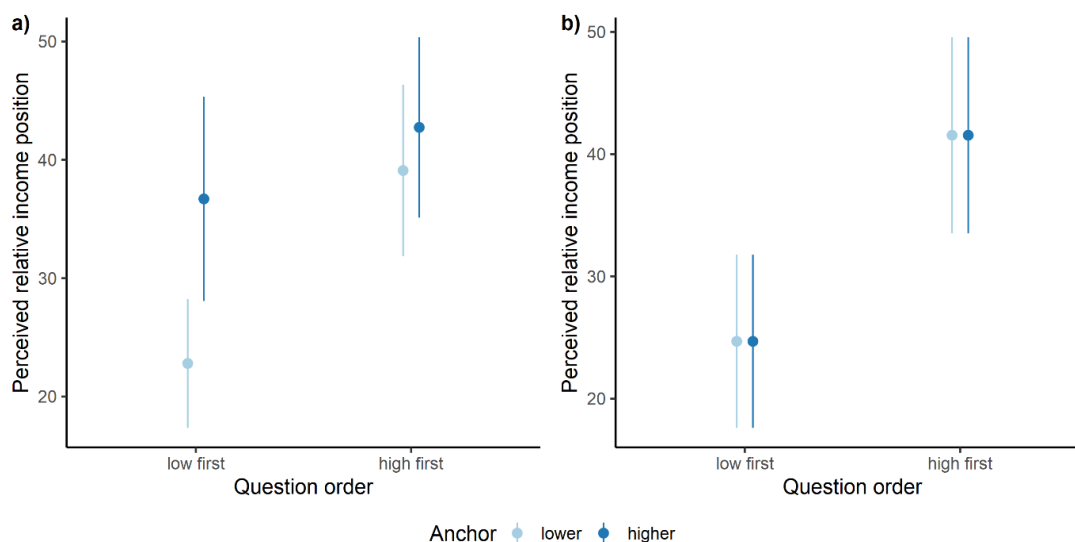 a)
Perceived relative income position
50
40
30
20
low first
high first
Question order
b)
Perceived relative income position
50
40
30
20
low first
high first
Question order
Anchor lower higher